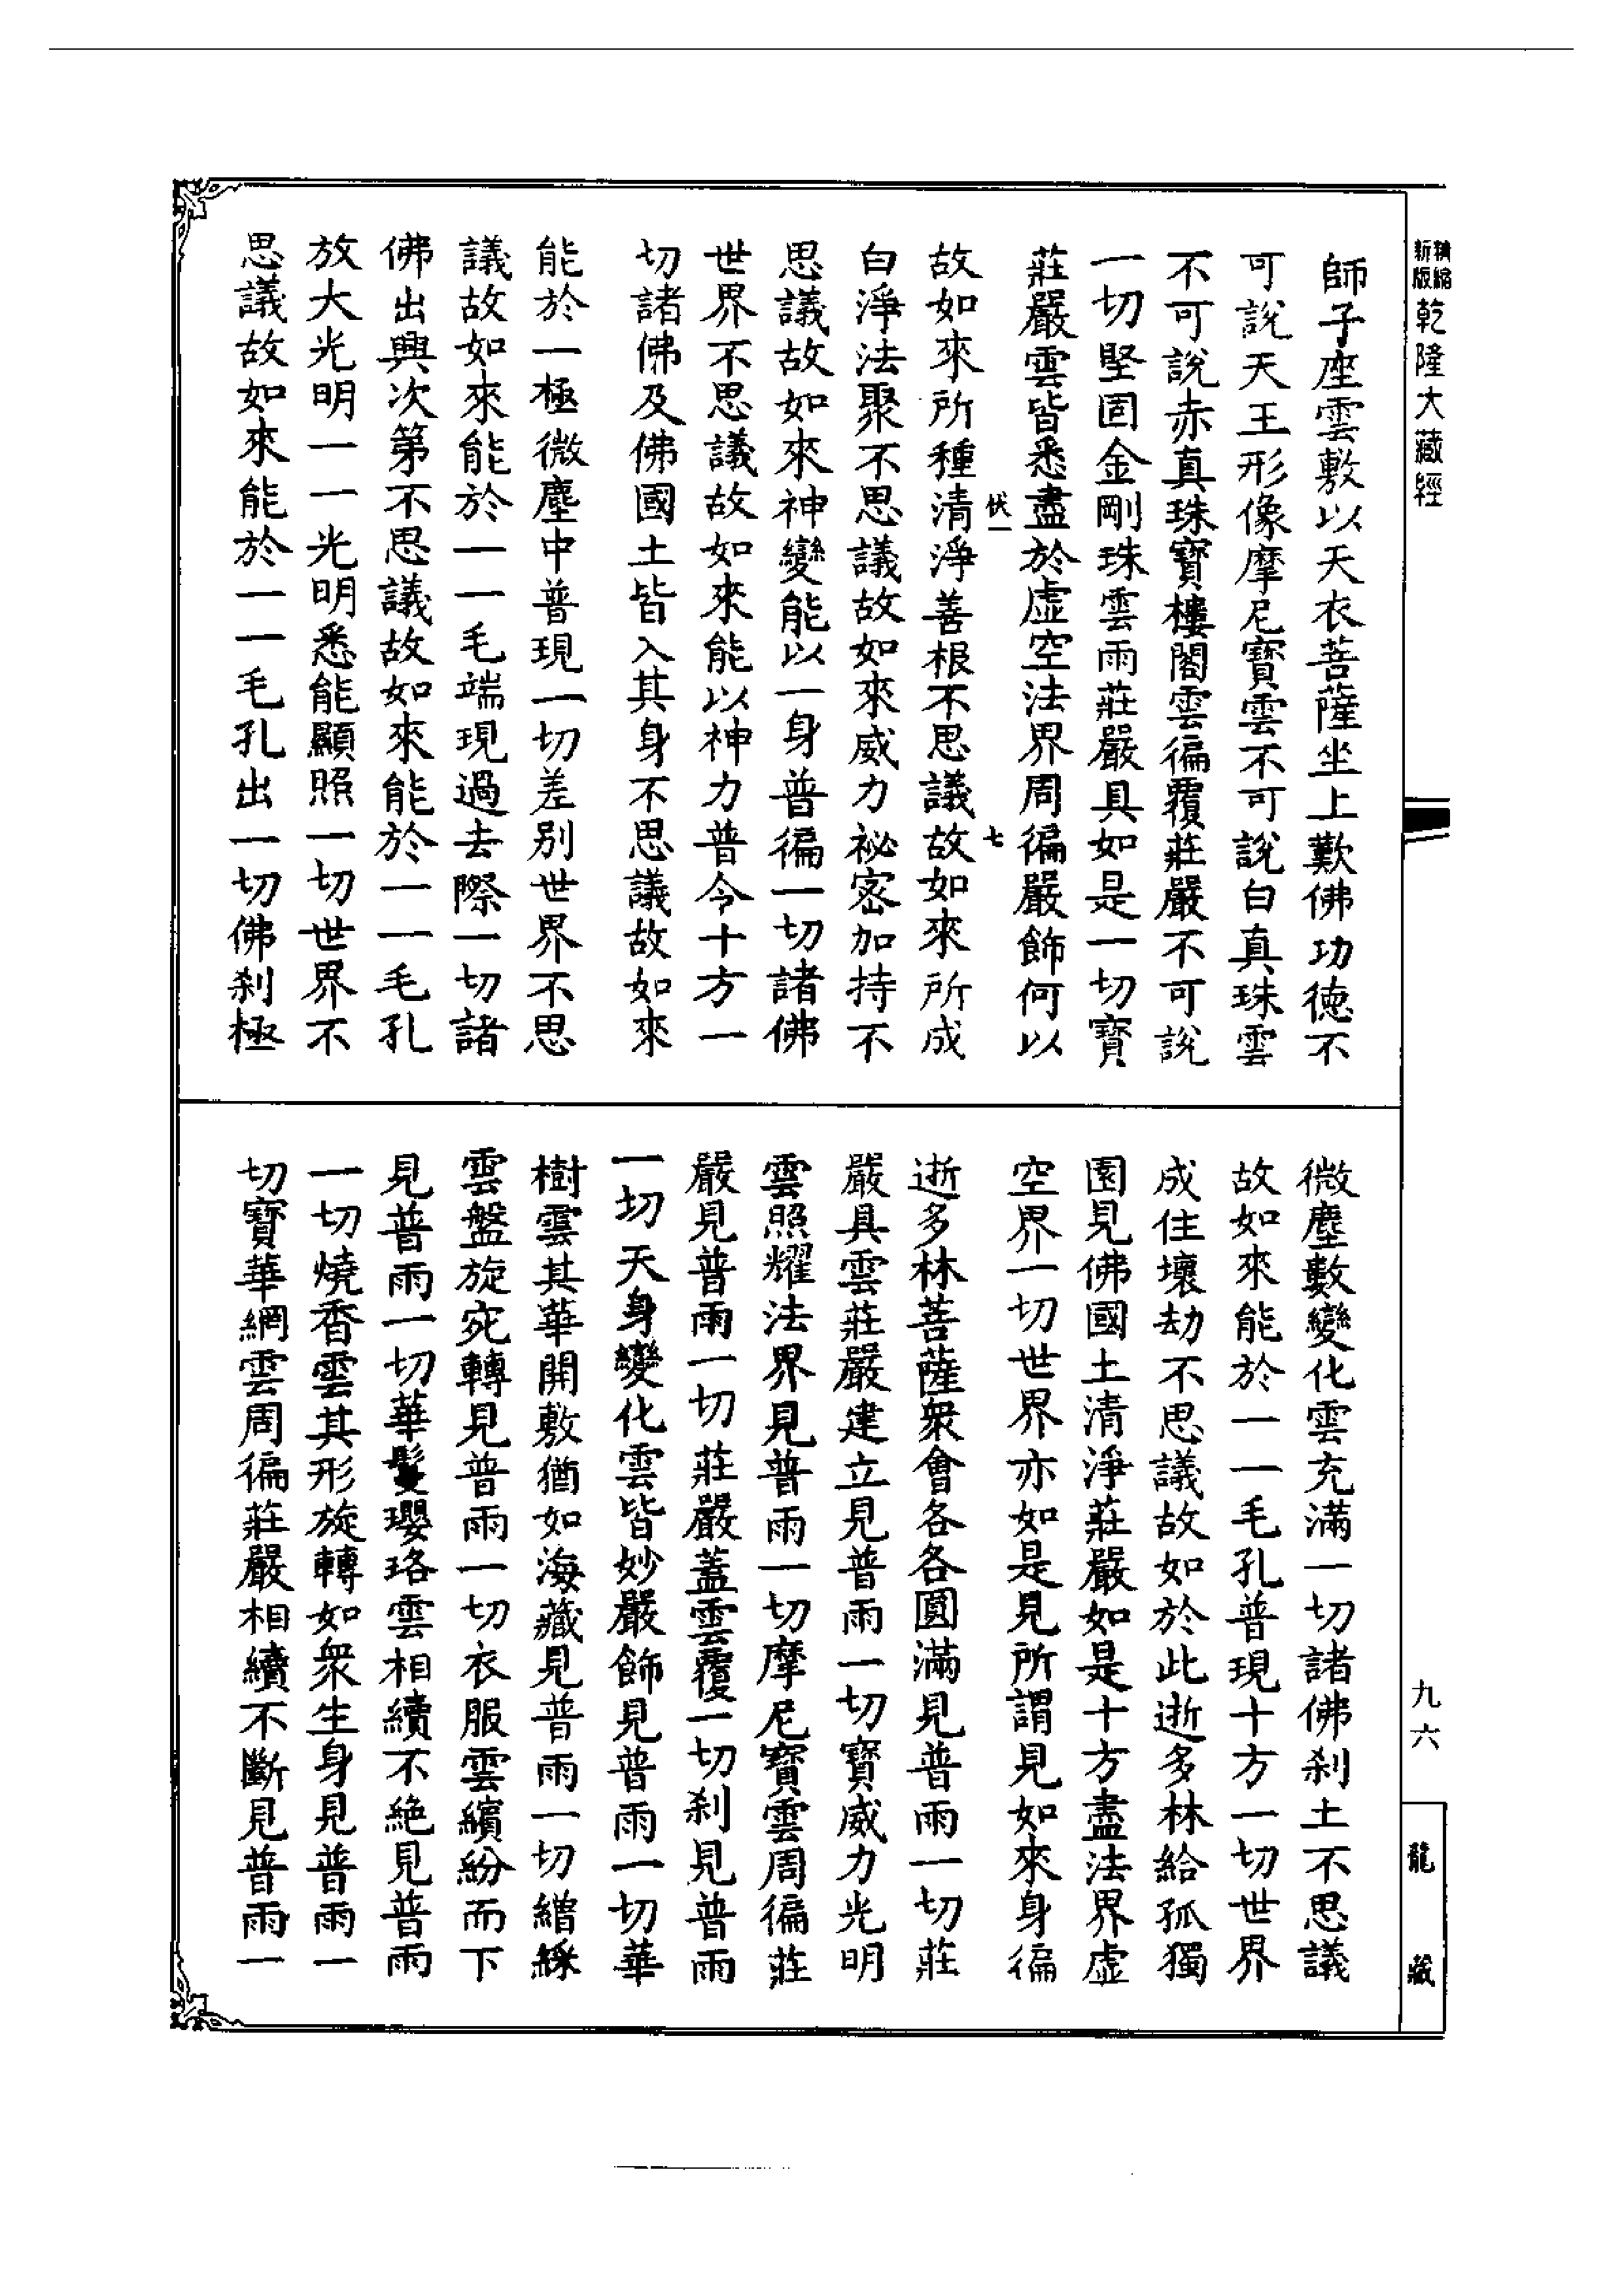 精縮
新版
乾隆大藏經
師子座雲敷以天衣菩薩坐上歎佛功德不
可說天王形像摩尼寶雲不可說白真珠雲
不可說赤真珠寶樓閣雲徧覆莊嚴不可說
一切堅固金剛珠雲雨莊嚴具如是一切寶
莊嚴雲皆悉盡於虛空法界周徧嚴飾何以
伏一
七
故如來所種清淨善根不思議故如來所成
白淨法聚不思議故如來威力祕密加持不
思議故如來神變能以一身普徧一切諸佛
世界不思議故如來能以神力普令十方一
切諸佛及佛國土皆入其身不思議故如來
能於一極微塵中普現一切差別世界不思
議故如來能於一一毛端現過去際一切諸
佛出興次第不思議故如來能於一一毛孔
放大光明一一光明悉能顯照一切世界不
思議故如來能於一一毛孔出一切佛剎極
微塵數變化雲充滿一切諸佛剎土不思議
故如來能於一一毛孔普現十方一切世界
成住壞劫不思議故如於此逝多林給孤獨
園見佛國土清淨莊嚴如是十方盡法界虛
空界一切世界亦如是見所謂見如來身徧
逝多林菩薩衆會各各圓滿見普雨一切莊
嚴具雲莊嚴建立見普雨一切寶威力光明
雲照耀法界見普雨一切摩尼寶雲周徧莊
嚴見普雨一切莊嚴蓋雲覆一切剎見普雨
一切天身變化雲皆妙嚴飾見普雨一切華
樹雲其華開敷猶如海藏見普雨一切繒綵
雲盤旋宛轉見普雨一切衣服雲繽紛而下
見普雨一切華鬘瓔珞雲相續不絕見普雨
一切燒香雲其形旋轉如衆生身見普雨一
切寶華網雲周徧莊嚴相續不斷見普雨一
九六
龍藏